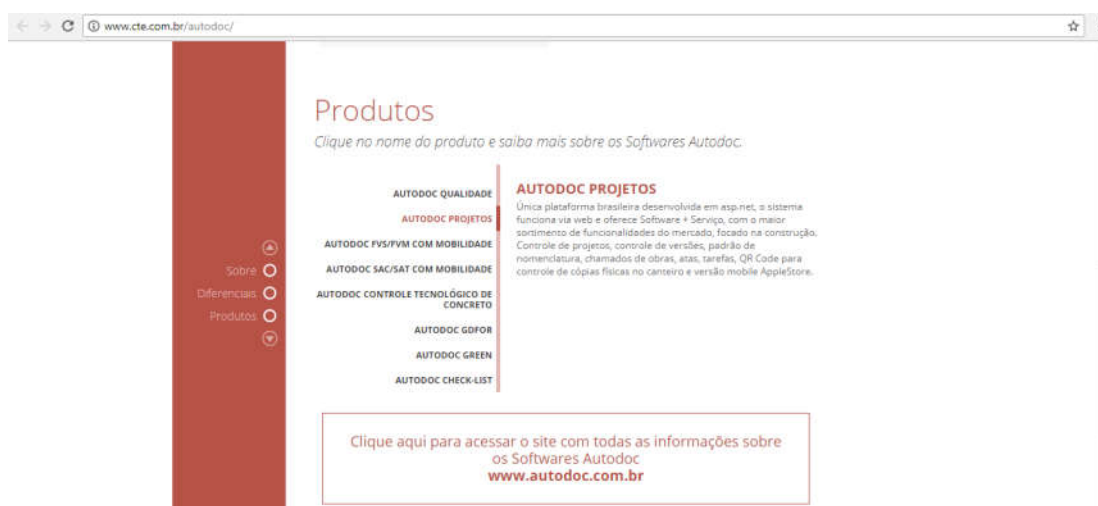 www.cte.com.br/autodoc/
Produtos
Clique no nome do produto e saiba mais sobre os Softwares Autodoc.
AUTODOC QUALIDADE
AUTODOC PROJETOS
AUTODOC FVS/FVM COM MOBILIDADE
AUTODOC SAC/SAT COM MOBILIDADE
AUTODOC CONTROLE TECNOLÓGICO DE
CONCRETO
AUTODOC GDFOR
AUTODOC GREEN
AUTODOC CHECK-LIST
AUTODOC PROJETOS
Única plataforma brasileira desenvolvida em asp.net, o sistema
funciona via web e oferece Software + Serviço, com o maior
sortimento de funcionalidades do mercado, focado na construção.
Controle de projetos, controle de versões, padrão de
nomenclatura, chamados de obras, atas, tarefas, QR Code para
controle de cópias físicas no canteiro e versão mobile AppleStore.
Sobre
Diferenciais
Produtos
Clique aqui para acessar o site com todas as informações sobre
os Softwares Autodoc
www.autodoc.com.br